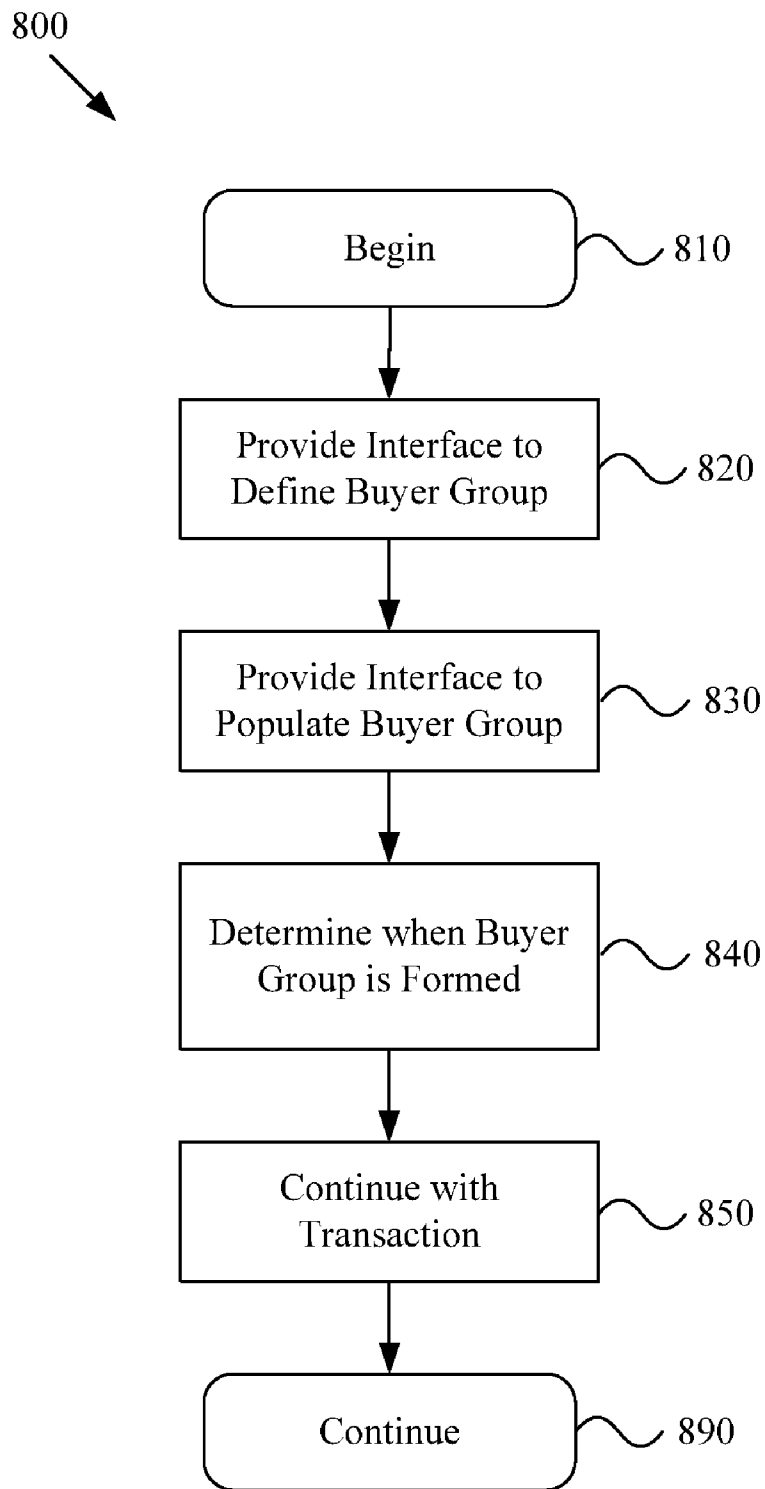 800
Begin
810
Provide Interface to
Define Buyer Group
820
Provide Interface to
Populate Buyer Group
830
Determine when Buyer
Group is Formed
840
Continue with
Transaction
850
Continue
890